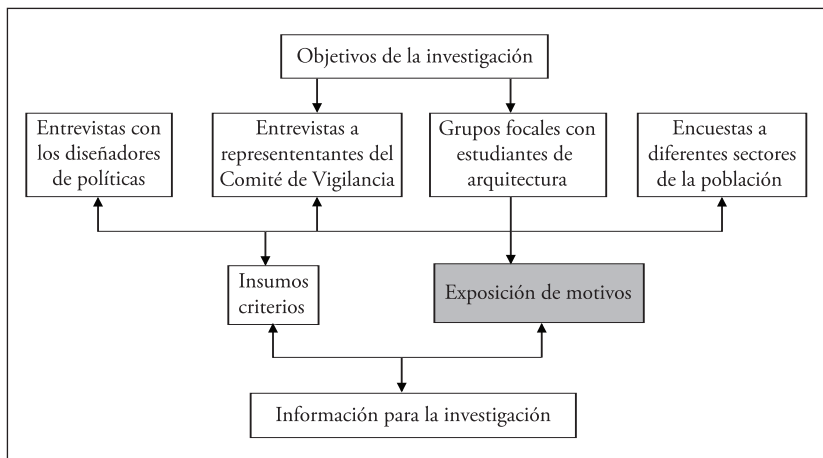 Objetivos de la investigación
Entrevistas con
los diseñadores
de políticas
Entrevistas a
represententantes del
Comité de Vigilancia
Grupos focales con
estudiantes de
arquitectura
Encuestas a
diferentes sectores
de la población
Insumos
criterios
Exposición de motivos
Información para la investigación